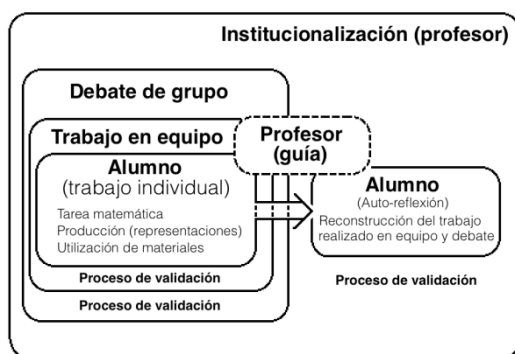 Institucionalización (profesor)
Debate de grupo
Trabajo en equipo
Profesor
(guía)
Alumno
(trabajo individual)
Tarea matemática
Producción (representaciones)
Utilización de materiales
Proceso de validación
Proceso de validación
Alumno
(Auto-reflexión)
Reconstrucción del trabajo
realizado en equipo y debate
Proceso de validación